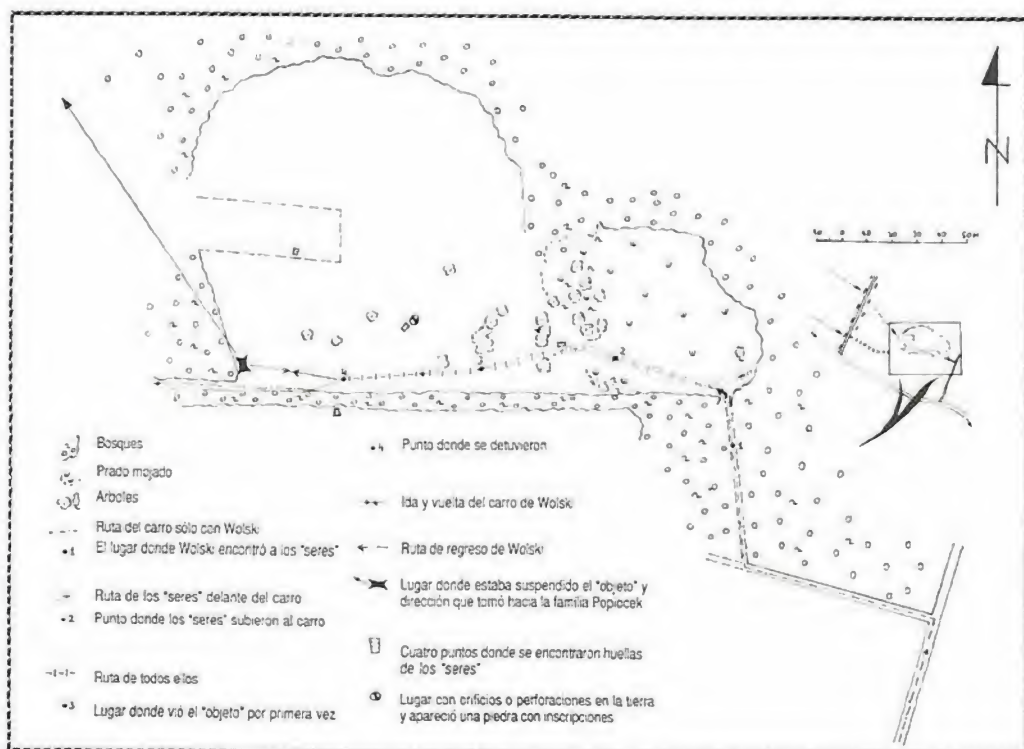 N
Bosques
Prado mojado
Arboles
Ruta del carro sólo con Wolski
•1 El lugar donde Wolski encontró a los "seres"
Ruta de los "seres" delante del carro
•2 Punto donde los "seres" subieron al carro
Ruta de todos ellos
•3 Lugar donde vió el "objeto" por primera vez
•4 Punto donde se detuvieron
Ida y vuelta del carro de Wolski
Ruta de regreso de Wolski
Lugar donde estaba suspendido el "objeto" y
dirección que tomó hacia la familia Popiocek
Cuatro puntos donde se encontraron huellas
de los "seres"
Lugar con orificios o perforaciones en la tierra
y apareció una piedra con inscripciones